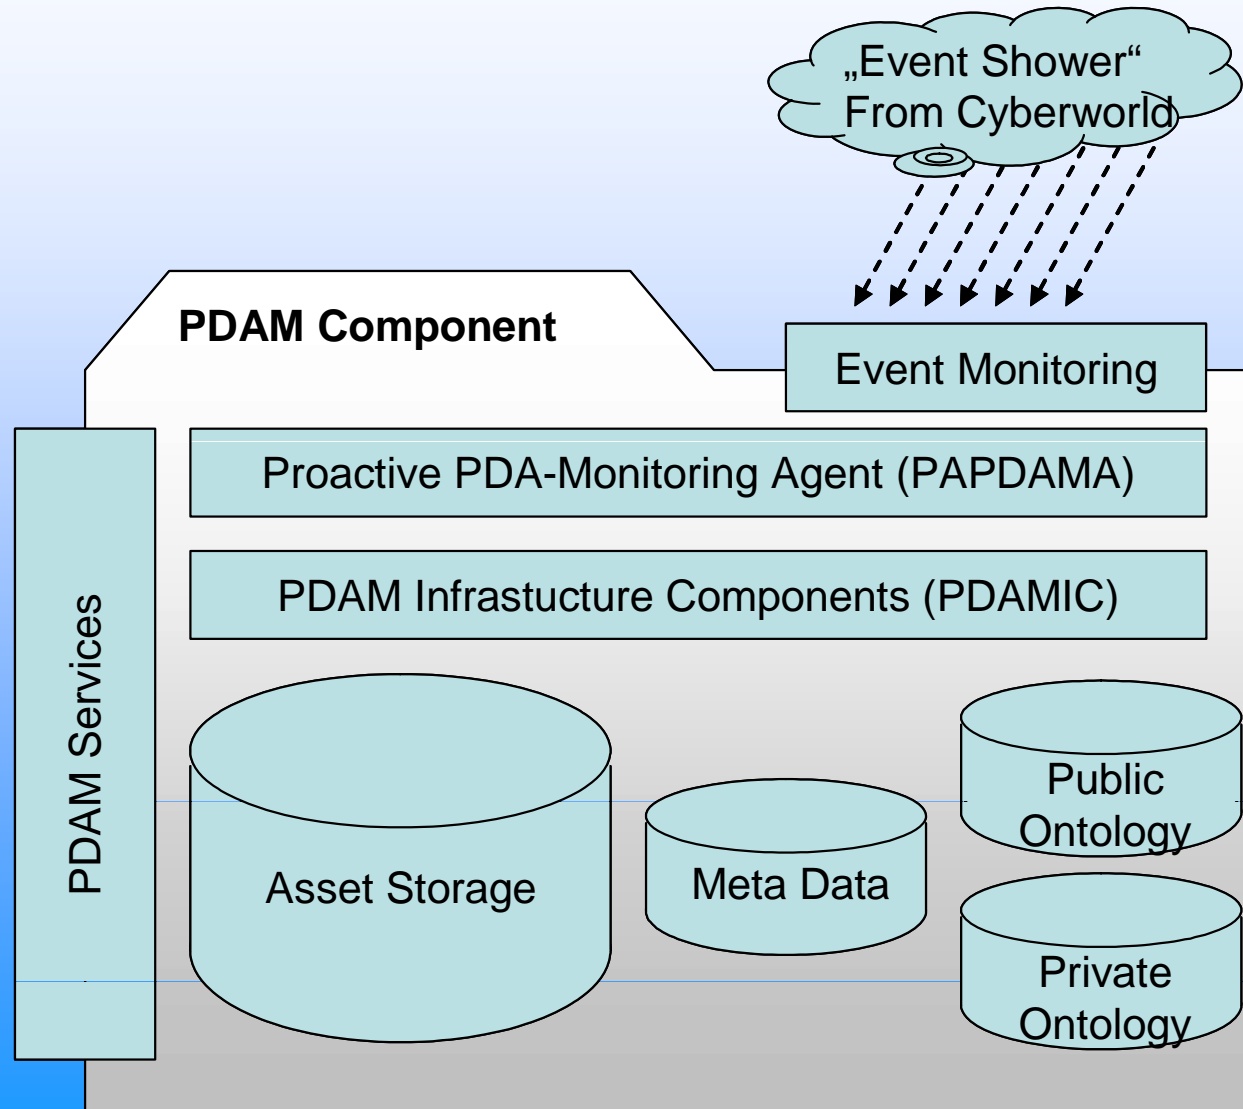 „Event Shower“
From Cyberworld
PDAM Component
Event Monitoring
Proactive PDA-Monitoring Agent (PAPDAMA)
PDAM Infrastucture Components (PDAMIC)
PDAM Services
Asset Storage
Meta Data
Public
Ontology
Private
Ontology